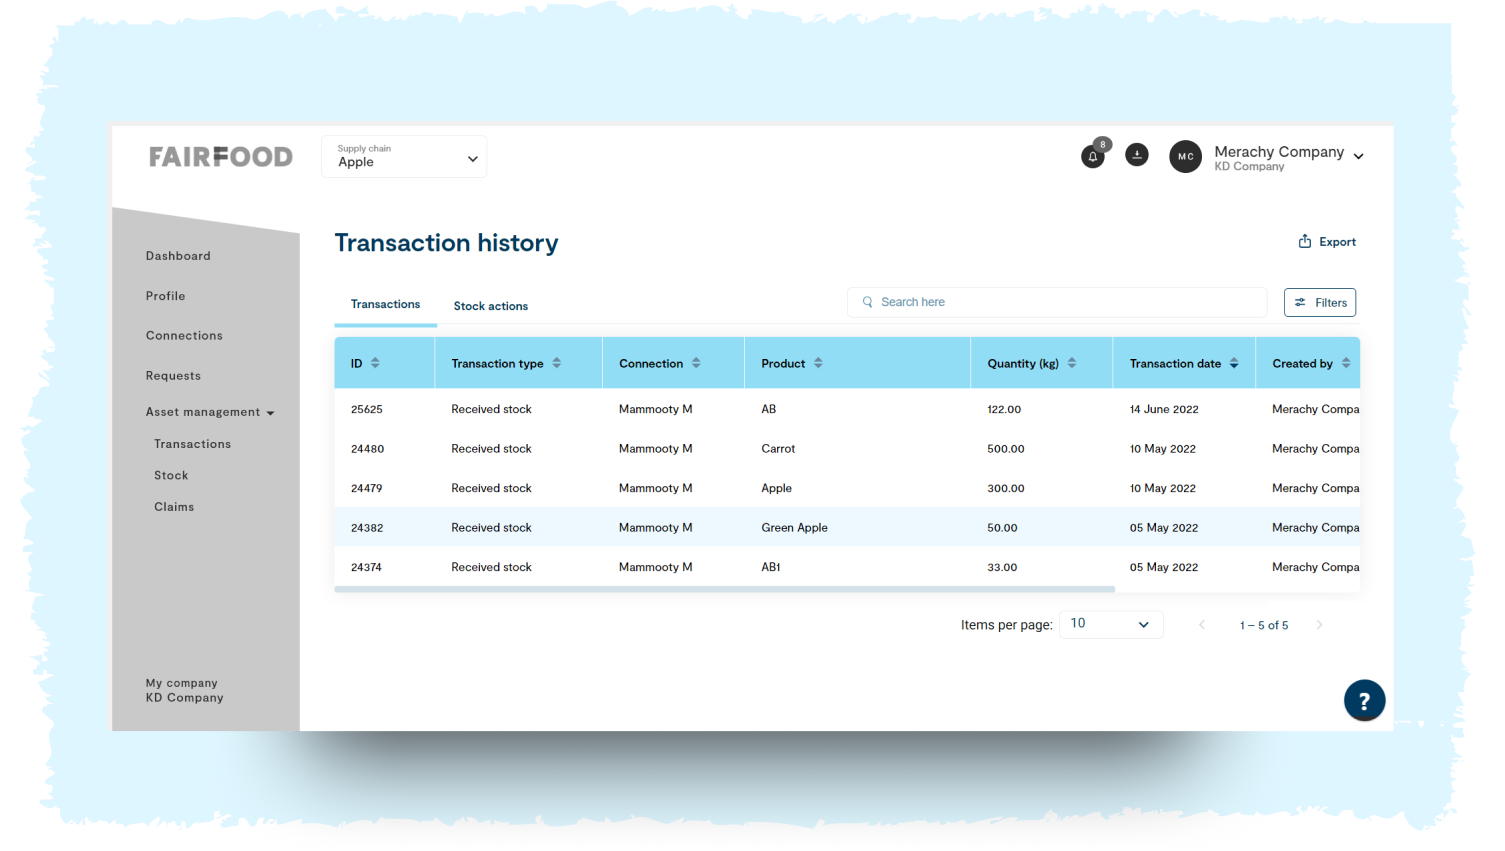 FAIRFOOD
Supply chain
Apple
8
MC
Merachy Company
KD Company
Dashboard
Profile
Connections
Requests
Asset management
Transactions
Stock
Claims
My company
KD Company
Transaction history
Export
Transactions
Stock actions
Search here
Filters
ID Transaction type Connection Product Quantity (kg) Transaction date Created by
25625 Received stock Mammooty M AB 122.00 14 June 2022 Merachy Compa
24480 Received stock Mammooty M Carrot 500.00 10 May 2022 Merachy Compa
24479 Received stock Mammooty M Apple 300.00 10 May 2022 Merachy Compa
24382 Received stock Mammooty M Green Apple 50.00 05 May 2022 Merachy Compa
24374 Received stock Mammooty M AB1 33.00 05 May 2022 Merachy Compa
Items per page: 10 1 – 5 of 5
?